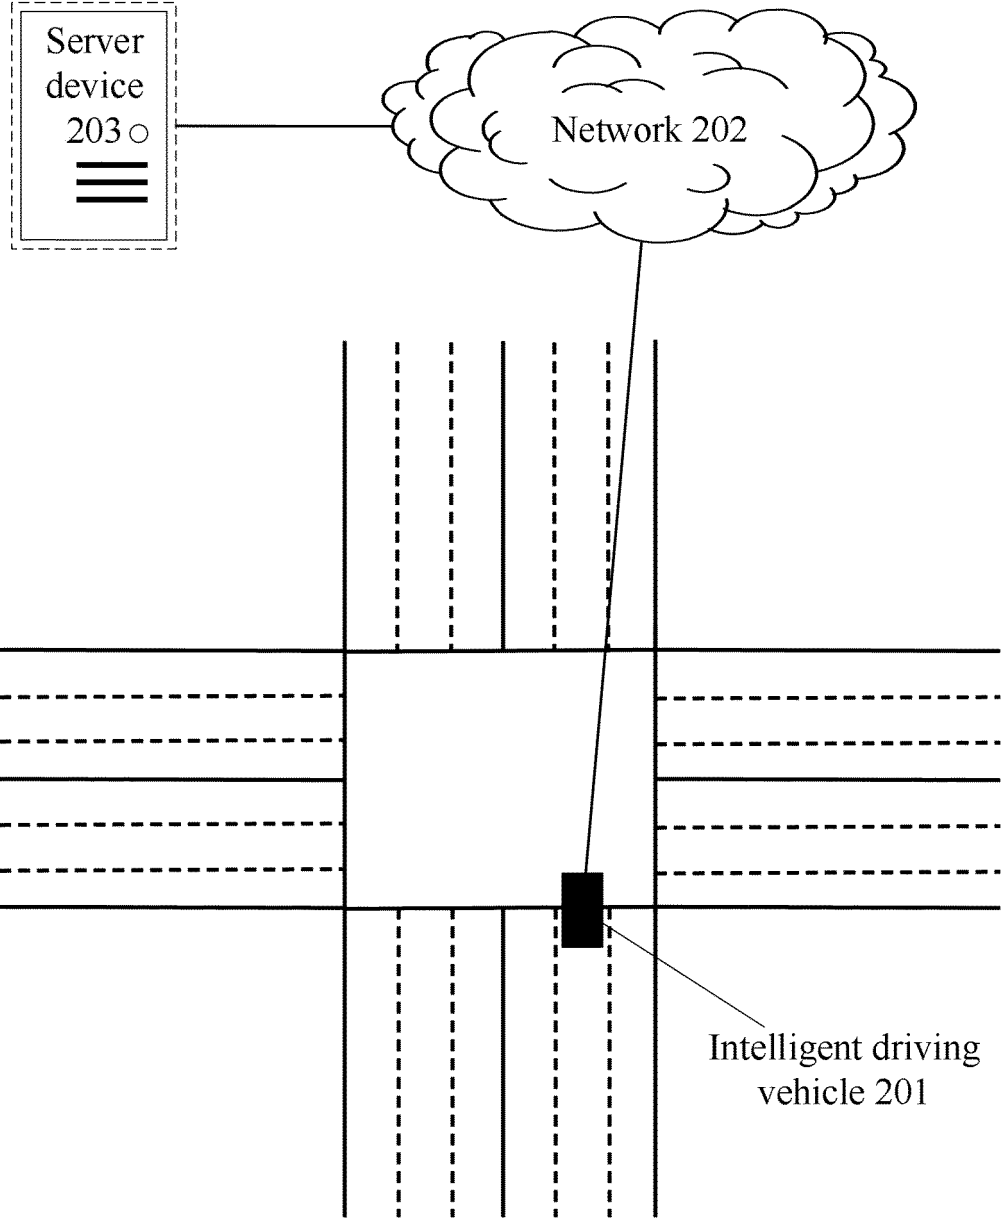 Server
device
203
Network 202
Intelligent driving
vehicle 201